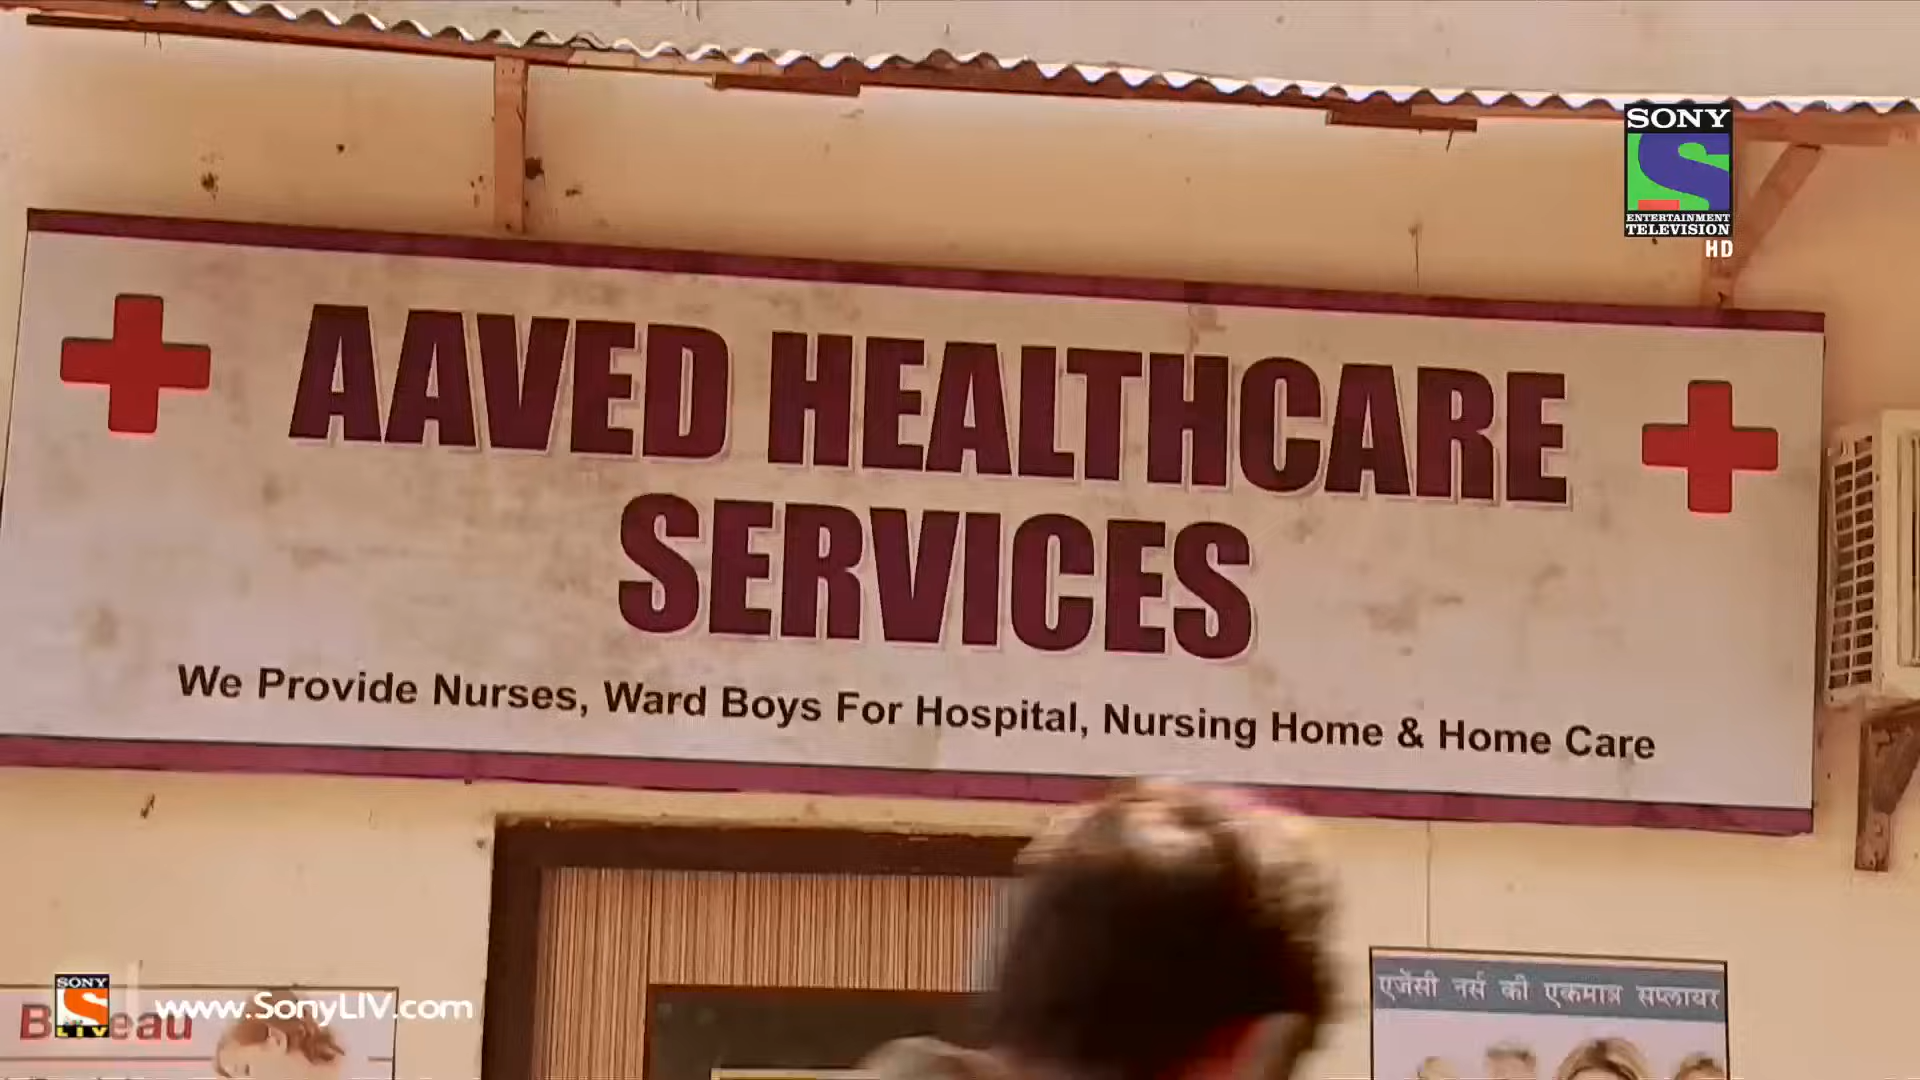 SONY
ENTERTAINMENT
TELEVISION
HD
AAVED HEALTHCARE
SERVICES
We Provide Nurses, Ward Boys For Hospital, Nursing Home & Home Care
एजेंसी नर्स की एकमात्र सप्लायर
SONY
LIV
www.SonyLIV.com